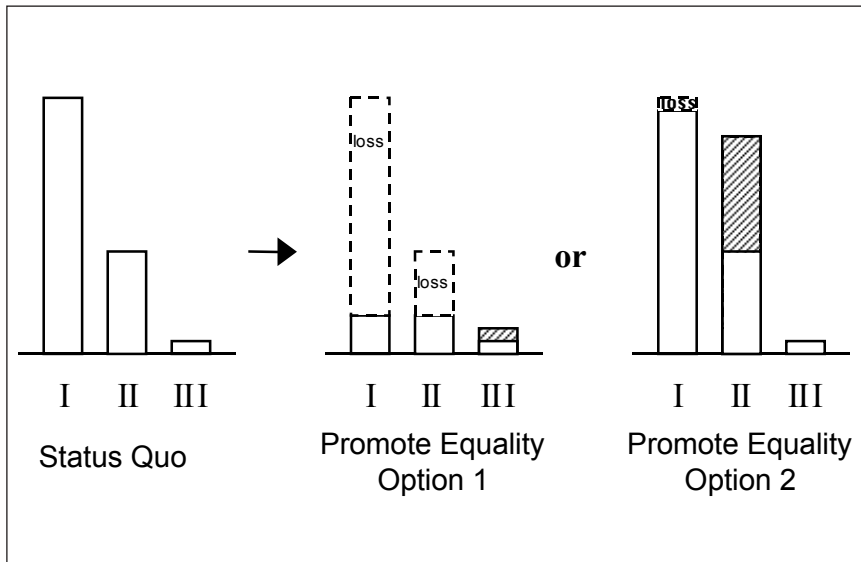 loss
loss
loss
or
I II III
I II III
I II III
Status Quo
Promote Equality
Option 1
Promote Equality
Option 2